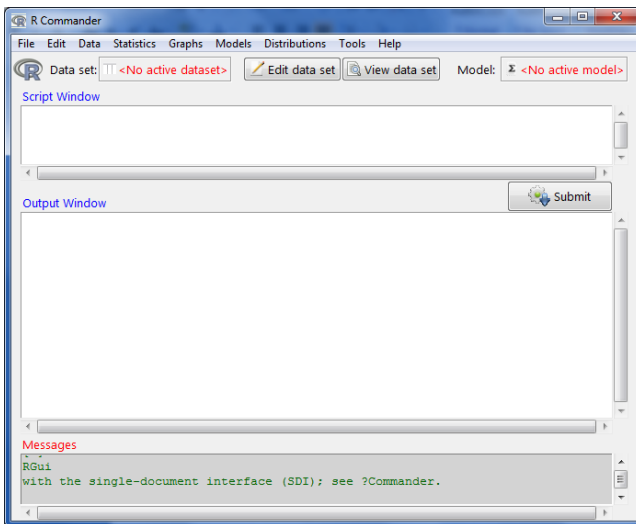 R Commander
File Edit Data Statistics Graphs Models Distributions Tools Help
R Data set: <No active dataset> Edit data set View data set Model: Σ <No active model>
Script Window
Submit
Output Window
Messages
RGui
with the single-document interface (SDI); see ?Commander.